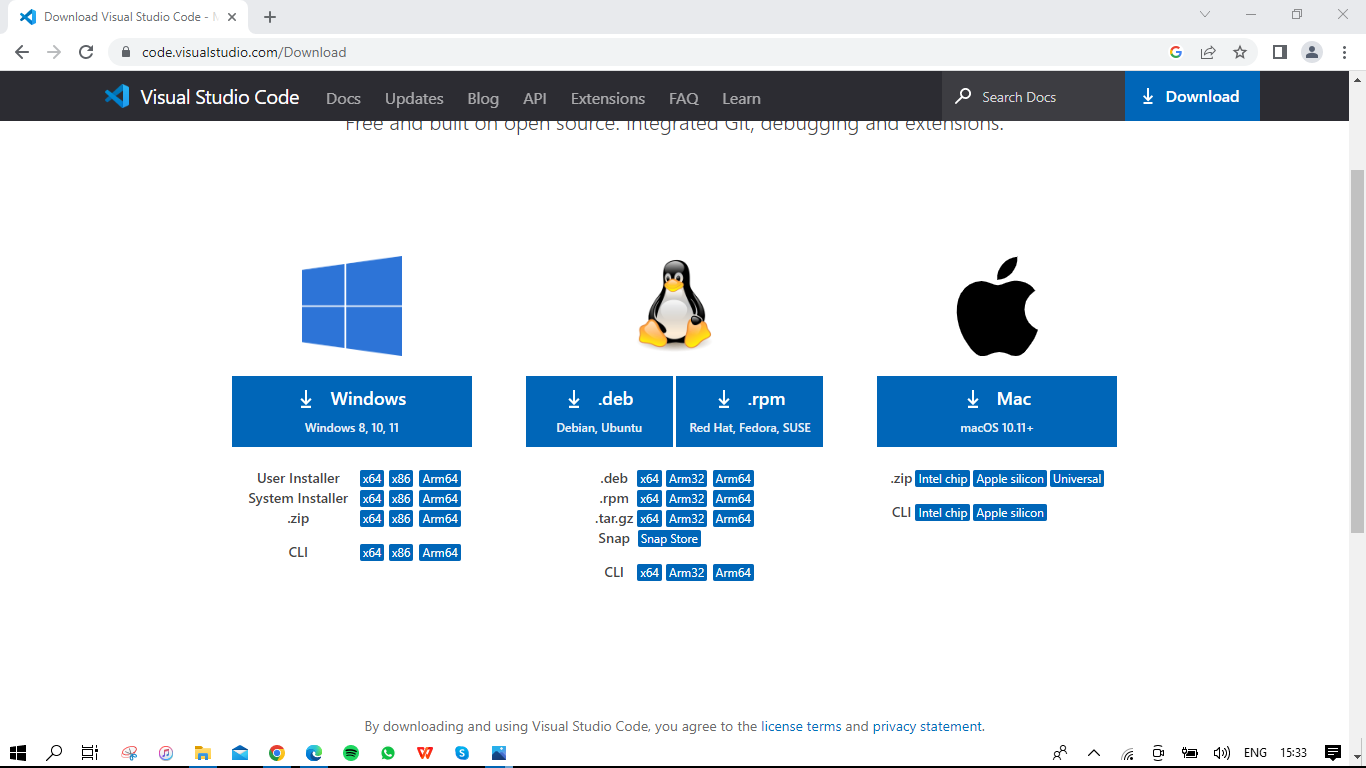 Download Visual Studio Code - M
code.visualstudio.com/Download
Visual Studio Code Docs Updates Blog API Extensions FAQ Learn Search Docs Download
Free and built on open source. Integrated Git, debugging and extensions.
Windows
Windows 8, 10, 11
User Installer x64 x86 Arm64
System Installer x64 x86 Arm64
.zip x64 x86 Arm64
CLI x64 x86 Arm64
.deb
Debian, Ubuntu
.rpm
Red Hat, Fedora, SUSE
.deb x64 Arm32 Arm64
.rpm x64 Arm32 Arm64
.tar.gz x64 Arm32 Arm64
Snap Snap Store
CLI x64 Arm32 Arm64
Mac
macOS 10.11+
.zip Intel chip Apple silicon Universal
CLI Intel chip Apple silicon
By downloading and using Visual Studio Code, you agree to the license terms and privacy statement.
ENG 15:33